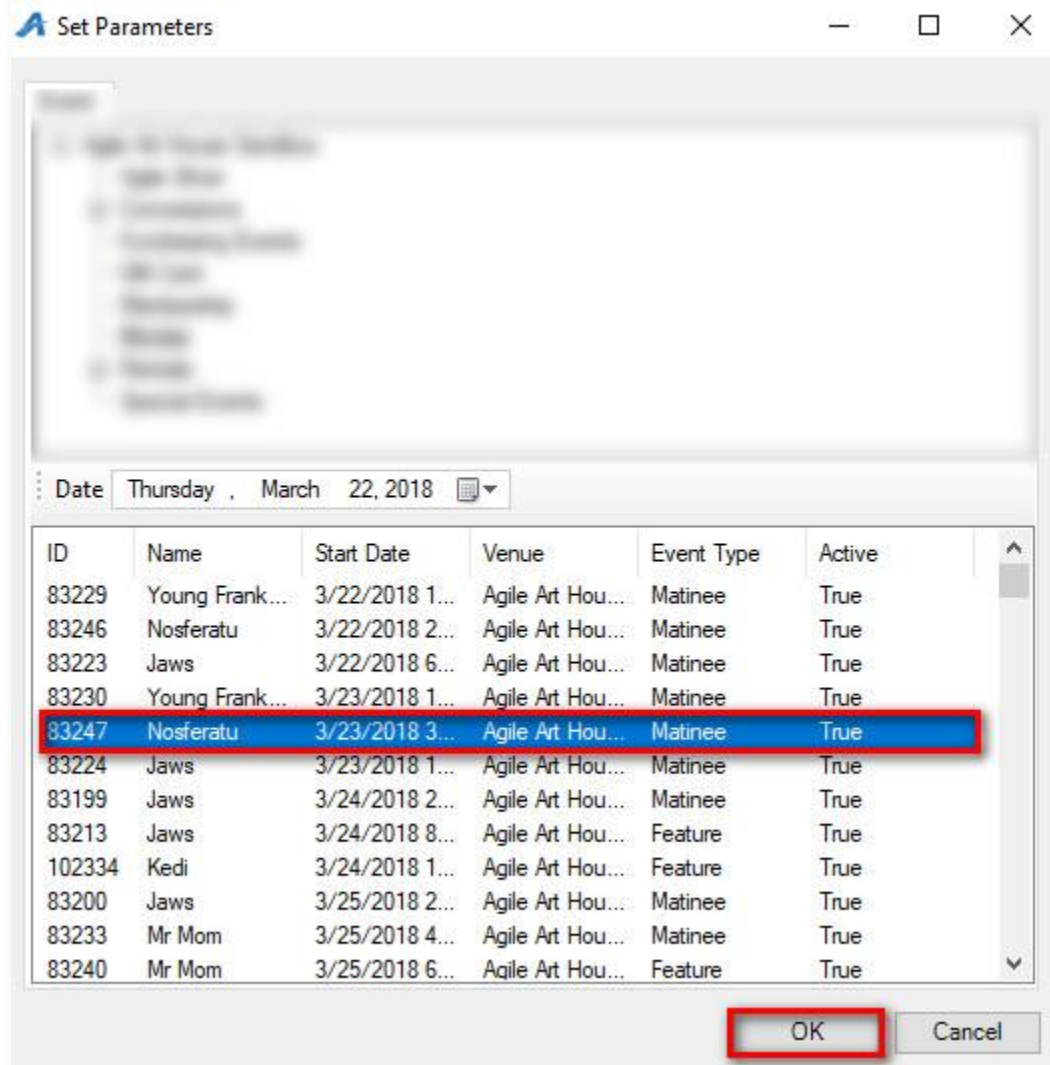 Set Parameters
Date Thursday , March 22, 2018
ID Name Start Date Venue Event Type Active
83229 Young Frank... 3/22/2018 1... Agile Art Hou... Matinee True
83246 Nosferatu 3/22/2018 2... Agile Art Hou... Matinee True
83223 Jaws 3/22/2018 6... Agile Art Hou... Matinee True
83230 Young Frank... 3/23/2018 1... Agile Art Hou... Matinee True
83247 Nosferatu 3/23/2018 3... Agile Art Hou... Matinee True
83224 Jaws 3/23/2018 1... Agile Art Hou... Matinee True
83199 Jaws 3/24/2018 2... Agile Art Hou... Matinee True
83213 Jaws 3/24/2018 8... Agile Art Hou... Feature True
102334 Kedi 3/24/2018 1... Agile Art Hou... Feature True
83200 Jaws 3/25/2018 2... Agile Art Hou... Matinee True
83233 Mr Mom 3/25/2018 4... Agile Art Hou... Matinee True
83240 Mr Mom 3/25/2018 6... Agile Art Hou... Feature True
OK Cancel